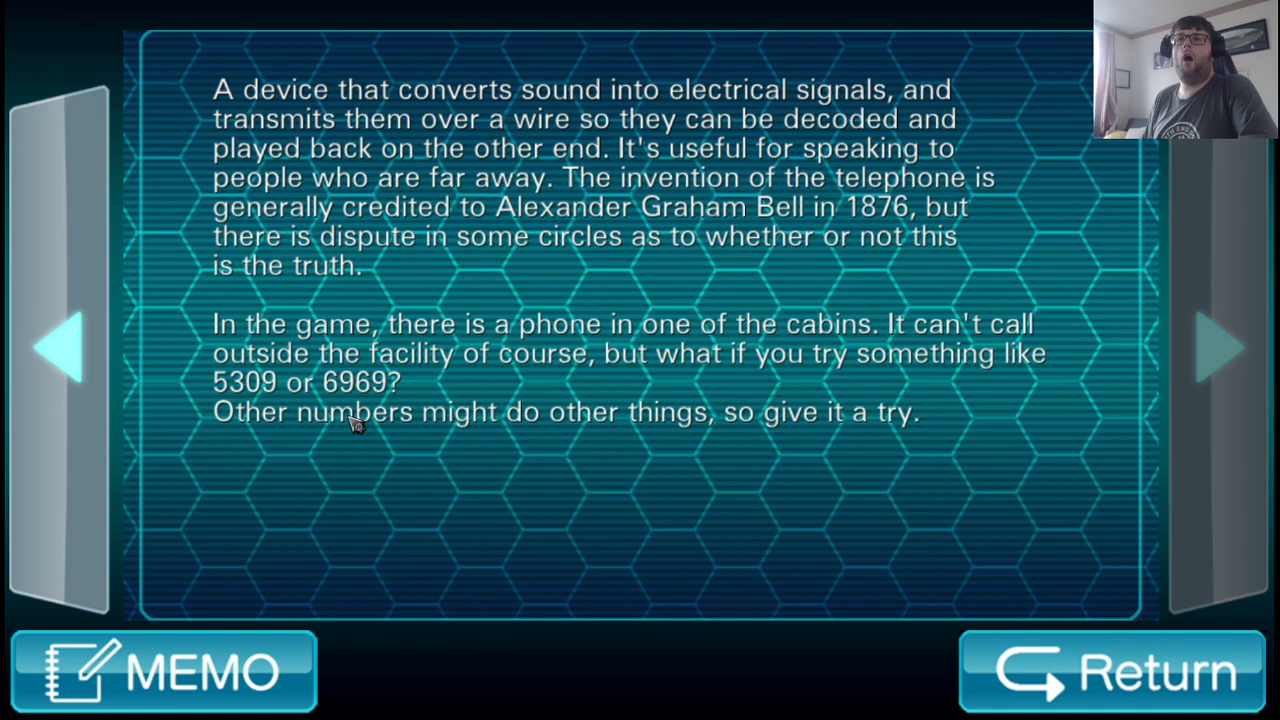 A device that converts sound into electrical signals, and
transmits them over a wire so they can be decoded and
played back on the other end. It's useful for speaking to
people who are far away. The invention of the telephone is
generally credited to Alexander Graham Bell in 1876, but
there is dispute in some circles as to whether or not this
is the truth.
In the game, there is a phone in one of the cabins. It can't call
outside the facility of course, but what if you try something like
5309 or 6969?
Other numbers might do other things, so give it a try.
MEMO
Return